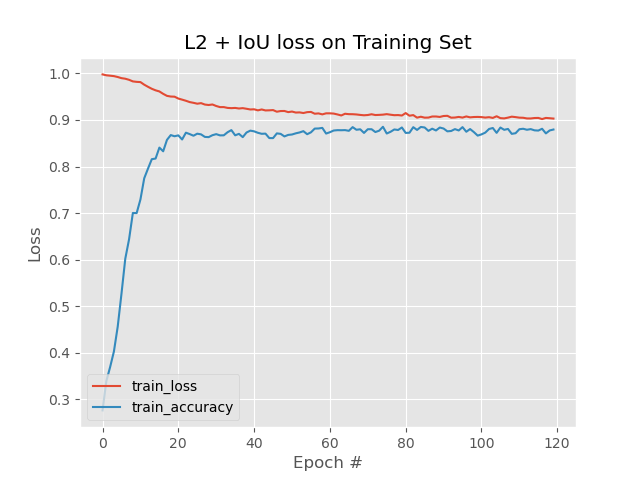 L2 + IoU loss on Training Set
1.0
0.9
0.8
0.7
0.6
0.5
0.4
0.3
Loss
train_loss
train_accuracy
0 20 40 60 80 100 120
Epoch #